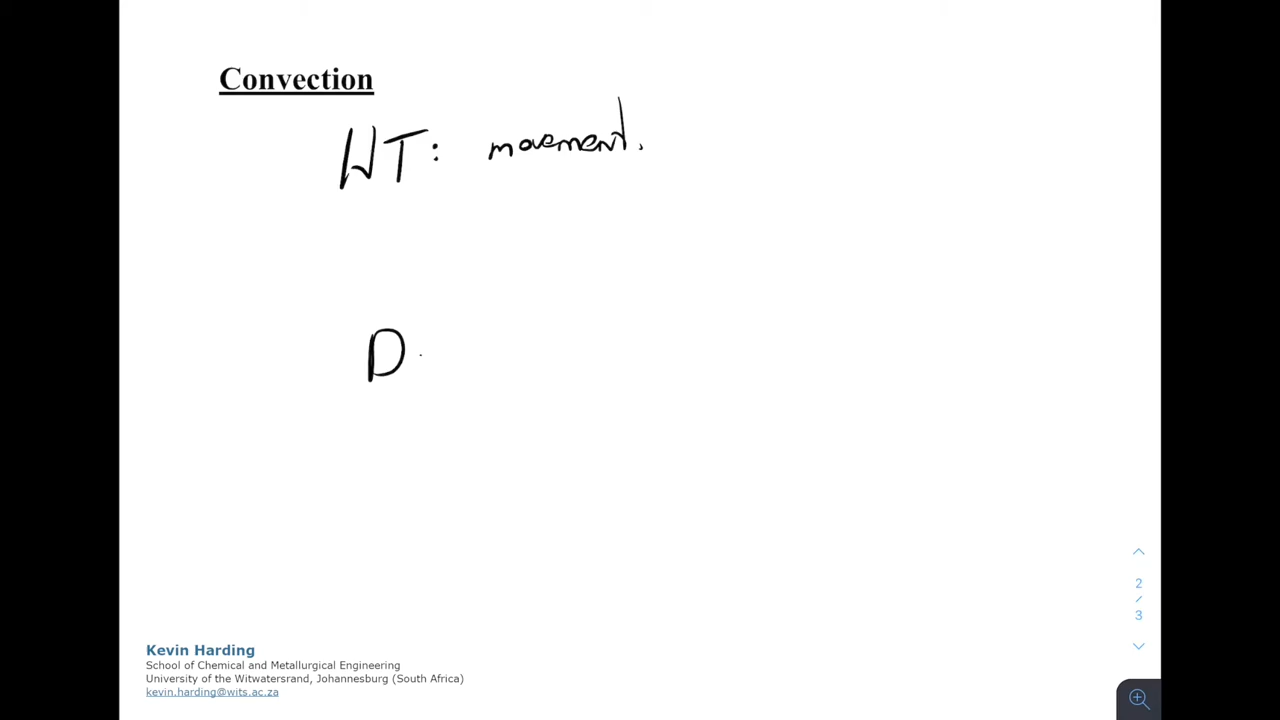 Convection
HT: movement.
D
2
/
3
Kevin Harding
School of Chemical and Metallurgical Engineering
University of the Witwatersrand, Johannesburg (South Africa)
kevin.harding@wits.ac.za